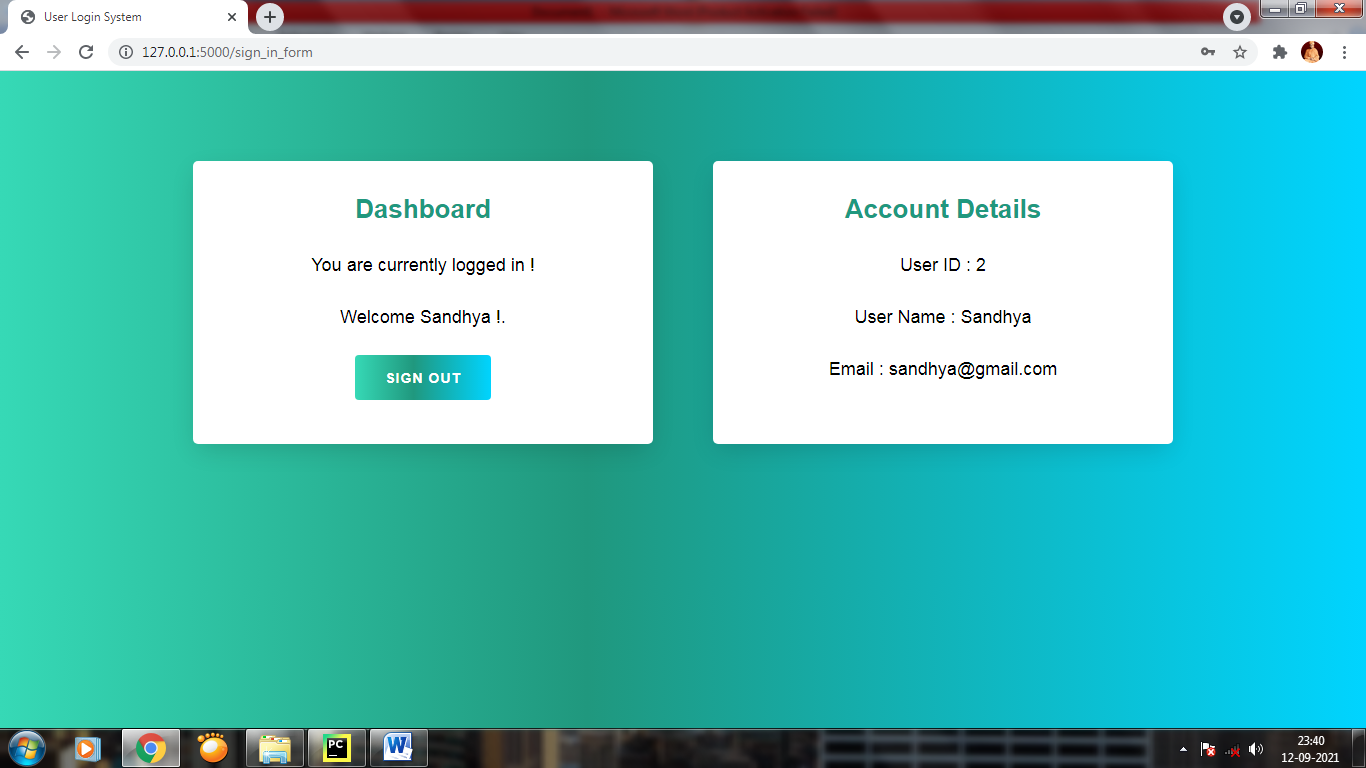 User Login System
127.0.0.1:5000/sign_in_form
Dashboard
You are currently logged in !
Welcome Sandhya !.
SIGN OUT
Account Details
User ID : 2
User Name : Sandhya
Email : sandhya@gmail.com
PC
W
23:40
12-09-2021